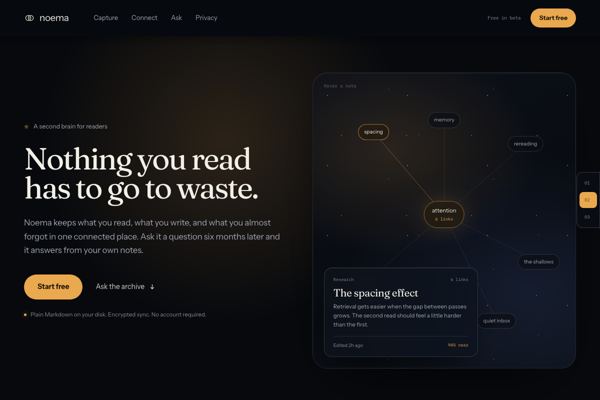 noema
Capture
Connect
Ask
Privacy
Free in beta
Start free
A second brain for readers
Nothing you read
has to go to waste.
Noema keeps what you read, what you write, and what you almost
forgot in one connected place. Ask it a question six months later and
it answers from your own notes.
Start free
Ask the archive ↓
Plain Markdown on your disk. Encrypted sync. No account required.
Hover a note
memory
spacing
rereading
attention
6 links
the shallows
quiet inbox
Research
6 links
The spacing effect
Retrieval gets easier when the gap between passes
grows. The second read should feel a little harder
than the first.
Edited 2h ago
01
02
03